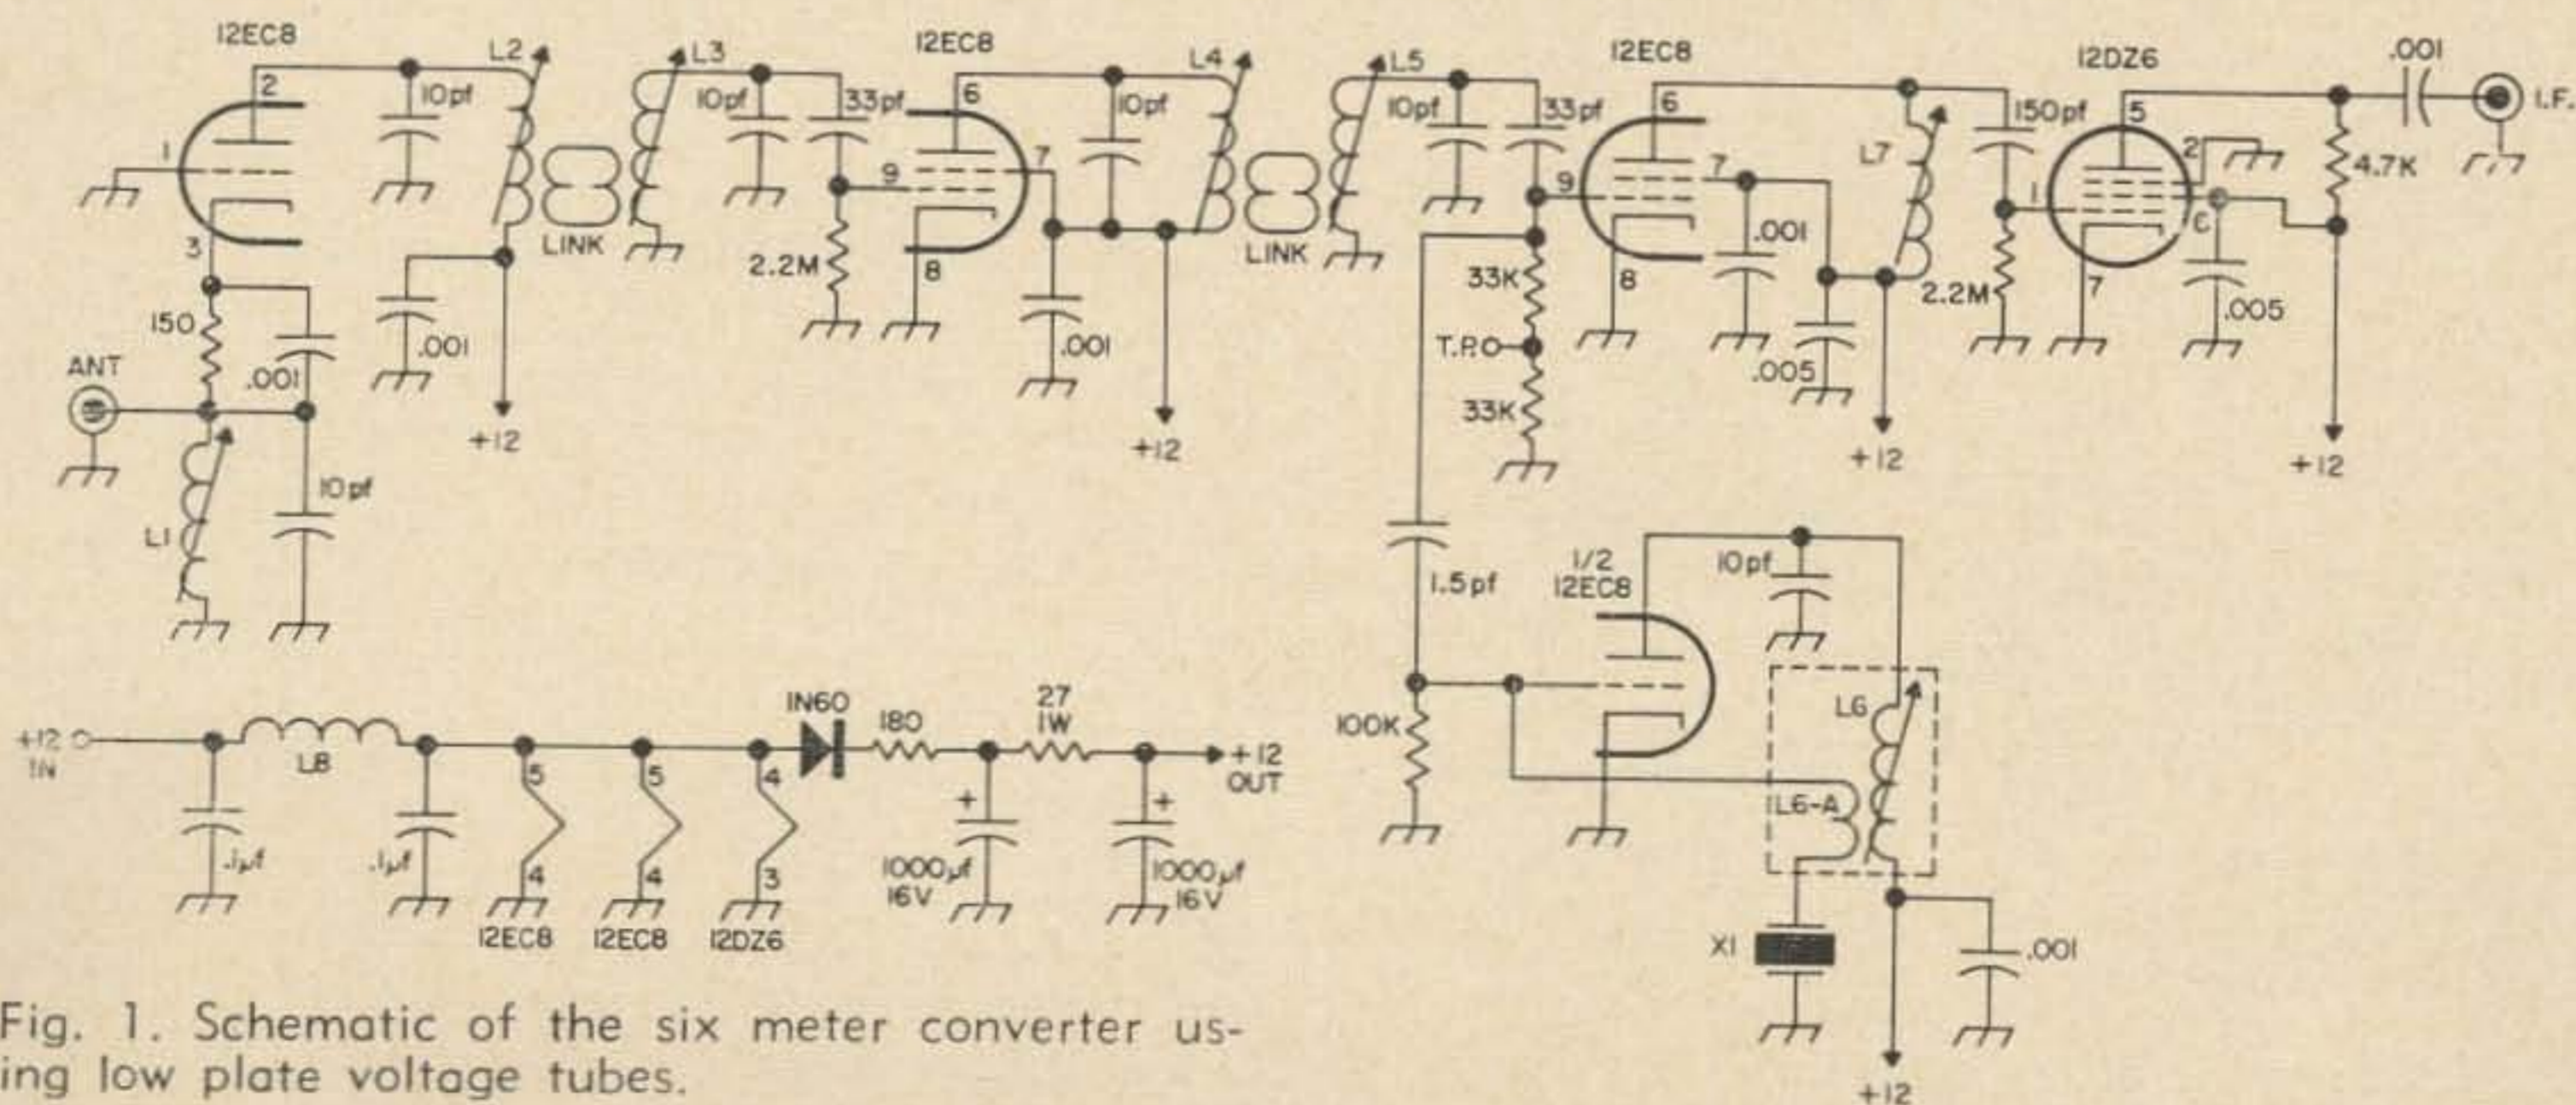 12EC8
2
1
3
10pf
L2
L3
LINK
.001
+12
150
.001
ANT
L1
10pf
10pf
33pf
12EC8
6
7
9
8
2.2M
10pf
.001
+12
L4
L5
LINK
10pf
33pf
12EC8
6
7
9
8
33K
T.P.
33K
.001
.005
L7
+12
150pf
2.2M
12DZ6
5
2
1
6
7
.005
4.7K
+12
.001
I.F.
1.5pf
100K
1/2
12EC8
10pf
L6
L6-A
X1
.001
+12
+12
IN
L8
.1µf
.1µf
5
4
12EC8
5
4
12EC8
4
3
12DZ6
1N60
180
27
1W
+
1000µf
16V
+
1000µf
16V
+12
OUT
Fig. 1. Schematic of the six meter converter us-
ing low plate voltage tubes.